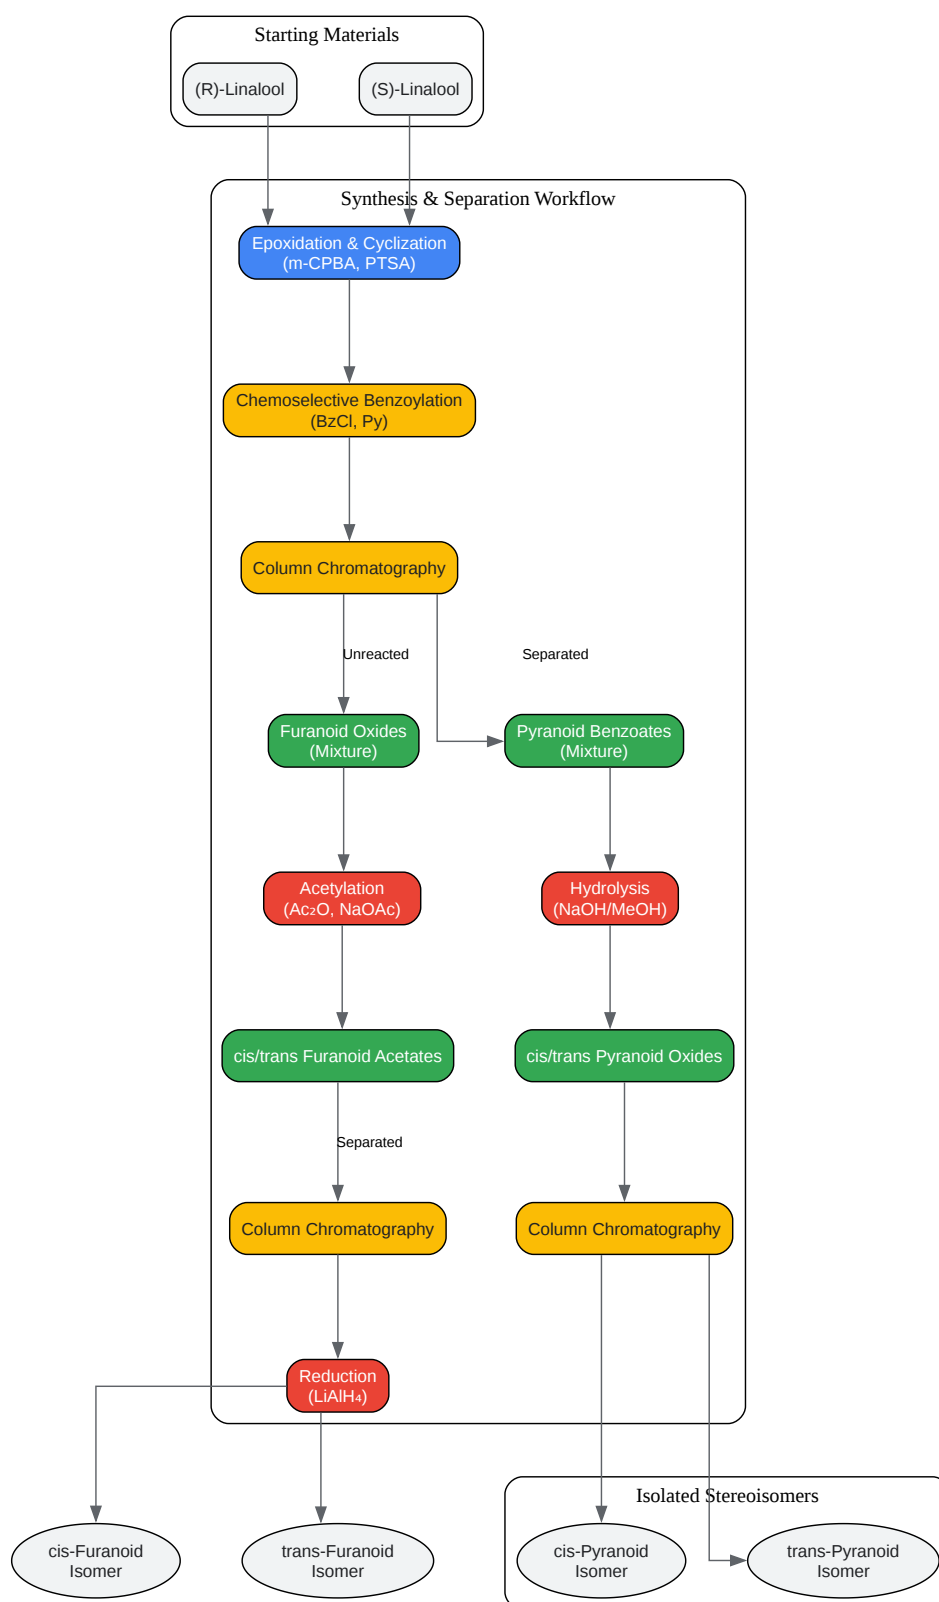 Starting Materials
(R)-Linalool
(S)-Linalool
Synthesis & Separation Workflow
Epoxidation & Cyclization
(m-CPBA, PTSA)
Chemoselective Benzoylation
(BzCl, Py)
Column Chromatography
Unreacted
Separated
Furanoid Oxides
(Mixture)
Pyranoid Benzoates
(Mixture)
Acetylation
(Ac₂O, NaOAc)
Hydrolysis
(NaOH/MeOH)
cis/trans Furanoid Acetates
cis/trans Pyranoid Oxides
Separated
Column Chromatography
Column Chromatography
Reduction
(LiAlH₄)
Isolated Stereoisomers
cis-Furanoid
Isomer
trans-Furanoid
Isomer
cis-Pyranoid
Isomer
trans-Pyranoid
Isomer